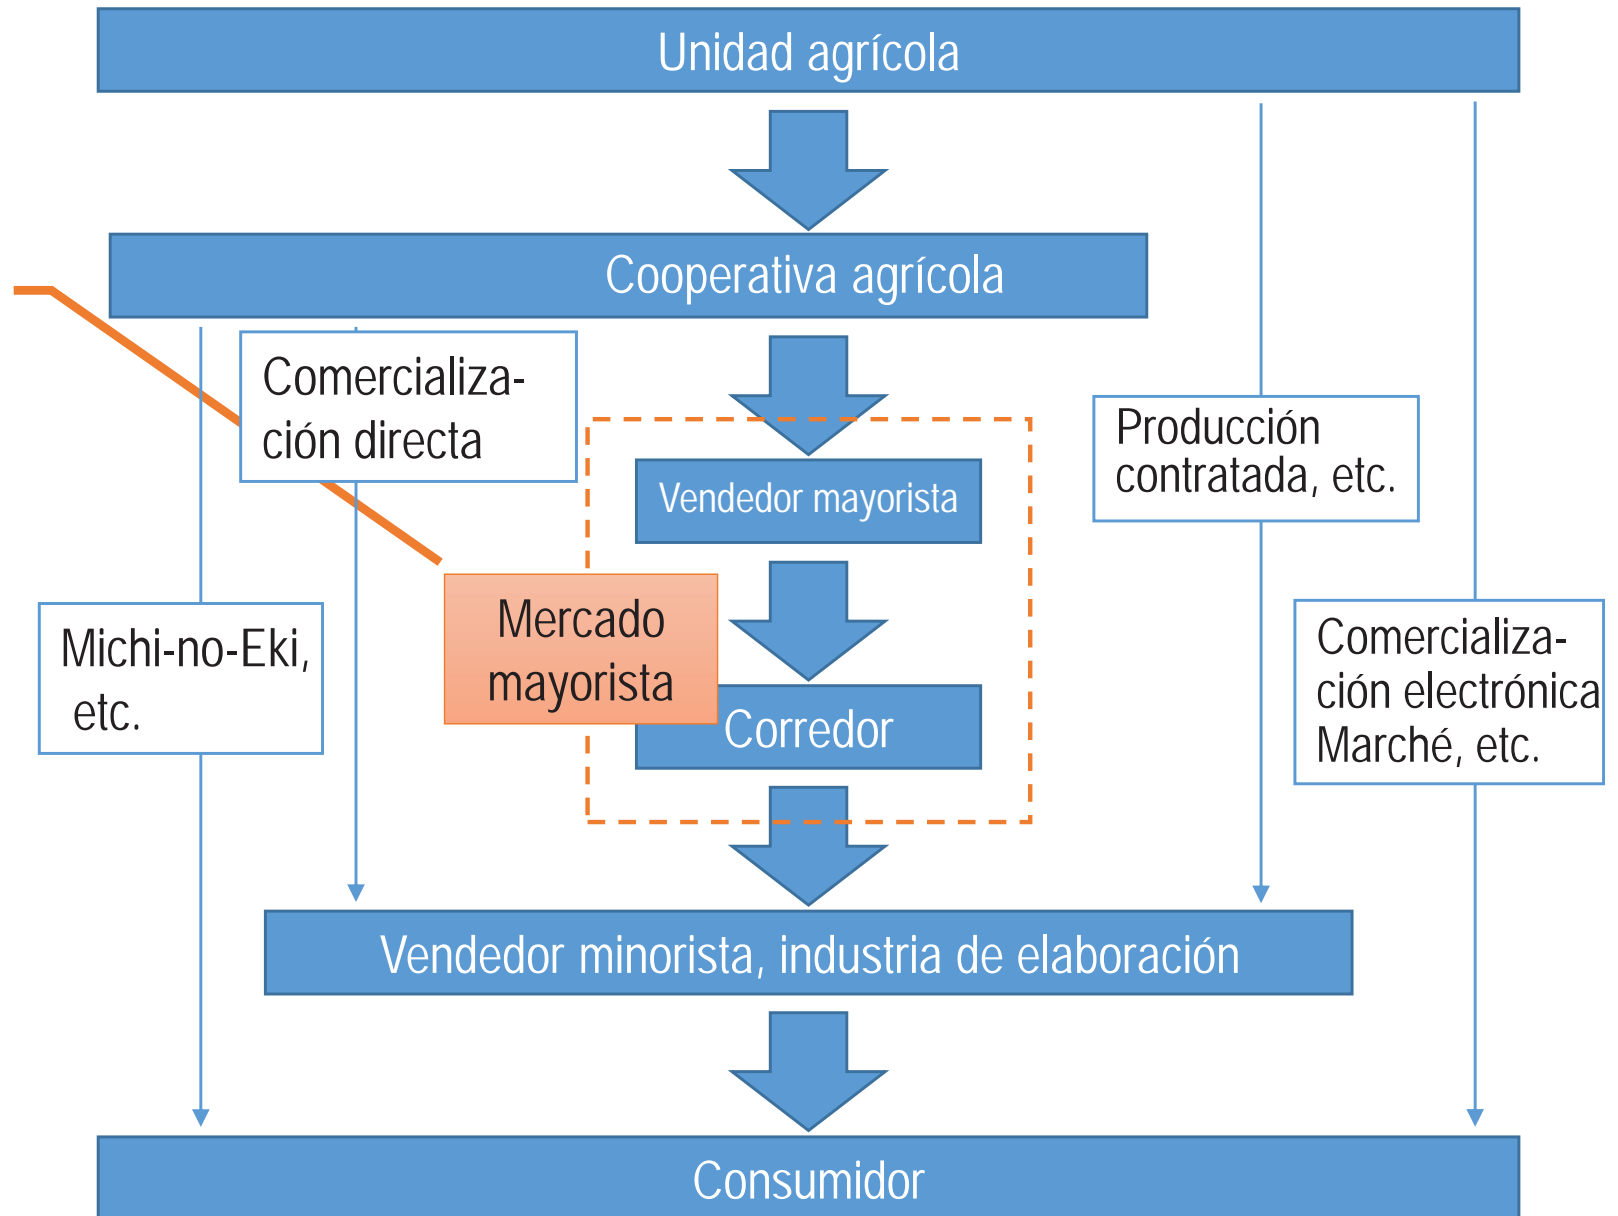 Unidad agrícola
Cooperativa agrícola
Comercializa-
ción directa
Producción
contratada, etc.
Vendedor mayorista
Mercado
mayorista
Michi-no-Eki,
etc.
Comercializa-
ción electrónica
Marché, etc.
Corredor
Vendedor minorista, industria de elaboración
Consumidor